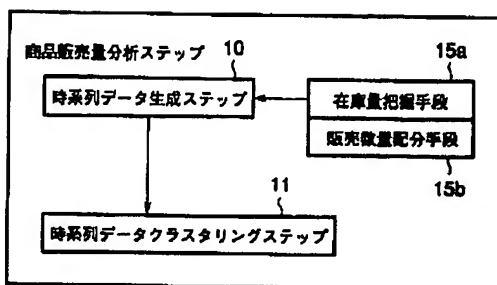 商品販売量分析ステップ
10
15a
時系列データ生成ステップ
在庫量把握手段
販売数量配分手段
15b
11
時系列データクラスタリングステップ